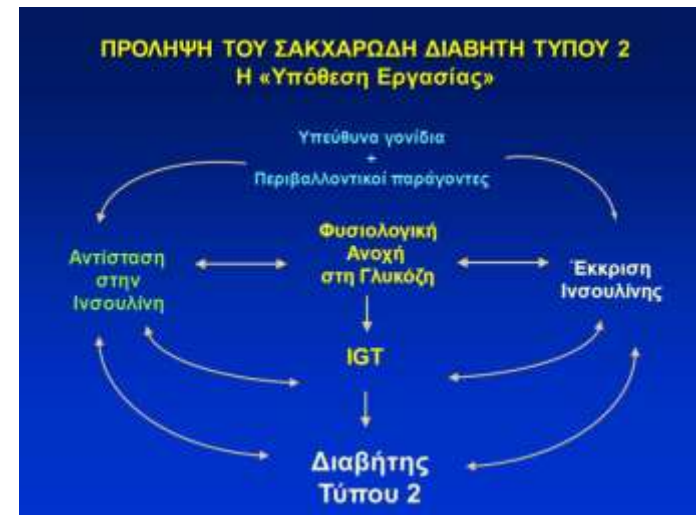 ΠΡΟΛΗΨΗ ΤΟΥ ΣΑΚΧΑΡΩΔΗ ΔΙΑΒΗΤΗ ΤΥΠΟΥ 2
Η «Υπόθεση Εργασίας»
Υπεύθυνα γονίδια
+
Περιβαλλοντικοί παράγοντες
Αντίσταση
στην
Ινσουλίνη
Φυσιολογική
Ανοχή
στη Γλυκόζη
Έκκριση
Ινσουλίνης
IGT
Διαβήτης
Τύπου 2